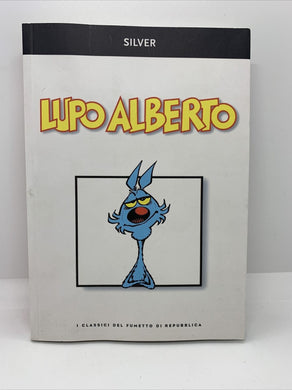 SILVER
LUPO ALBERTO
I CLASSICI DEL FUMETTO DI REPUBBLICA